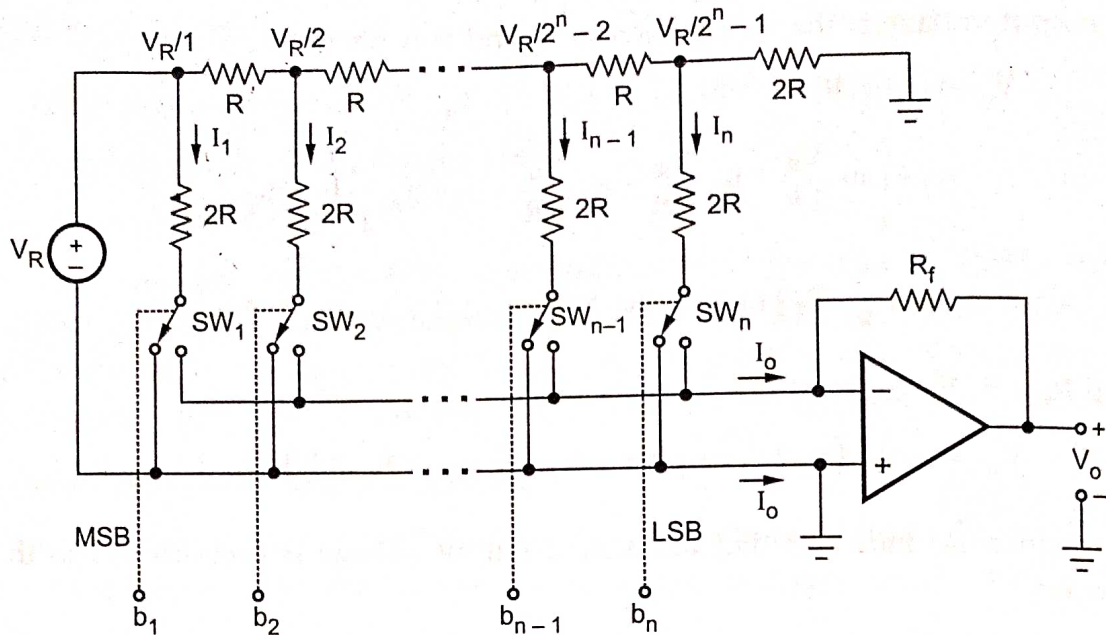 V_R/1 V_R/2 V_R/2^n-2 V_R/2^n-1
R R R 2R
I_1 I_2 I_n-1 I_n
2R 2R 2R 2R
V_R + −
R_f
SW_1 SW_2 SW_n-1 SW_n
I_o
−
+
+
V_o
−
I_o
MSB LSB
b_1 b_2 b_n-1 b_n